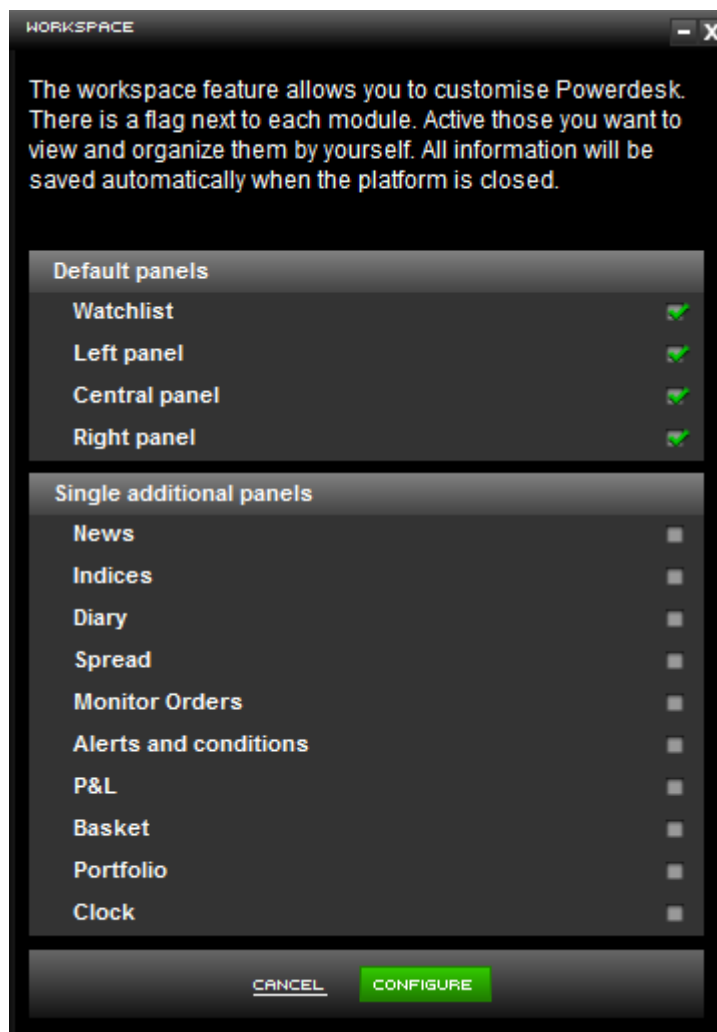 WORKSPACE
- X
The workspace feature allows you to customise Powerdesk.
There is a flag next to each module. Active those you want to
view and organize them by yourself. All information will be
saved automatically when the platform is closed.
Default panels
Watchlist
Left panel
Central panel
Right panel
Single additional panels
News
Indices
Diary
Spread
Monitor Orders
Alerts and conditions
P&L
Basket
Portfolio
Clock
CANCEL CONFIGURE